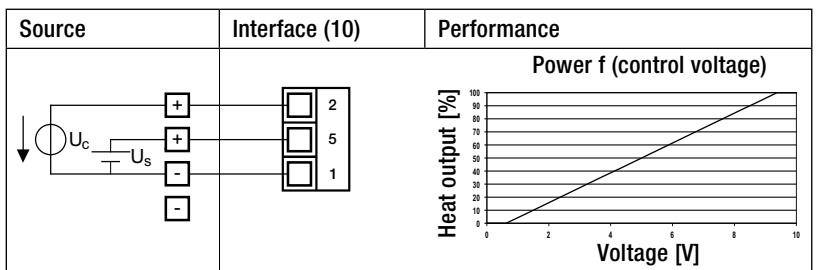 Source Interface (10) Performance
Power f (control voltage)
+ 2
+ 5
- 1
-
Uc
Us
Heat output [%]
100
90
80
70
60
50
40
30
20
10
0
0 2 4 6 8 10
Voltage [V]